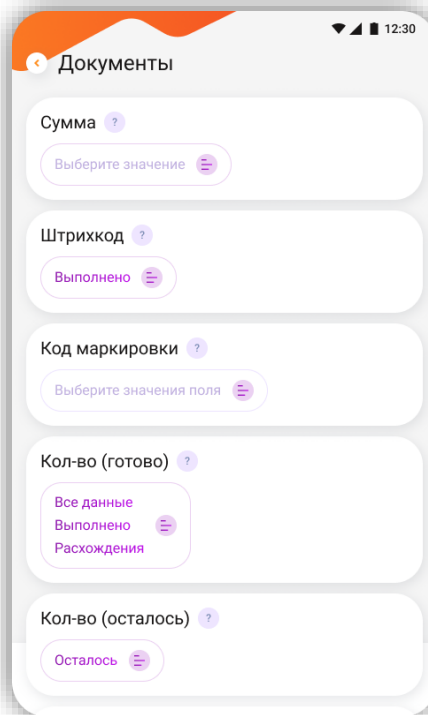 12:30
Документы
Сумма ?
Выберите значение
Штрихкод ?
Выполнено
Код маркировки ?
Выберите значения поля
Кол-во (готово) ?
Все данные
Выполнено
Расхождения
Кол-во (осталось) ?
Осталось